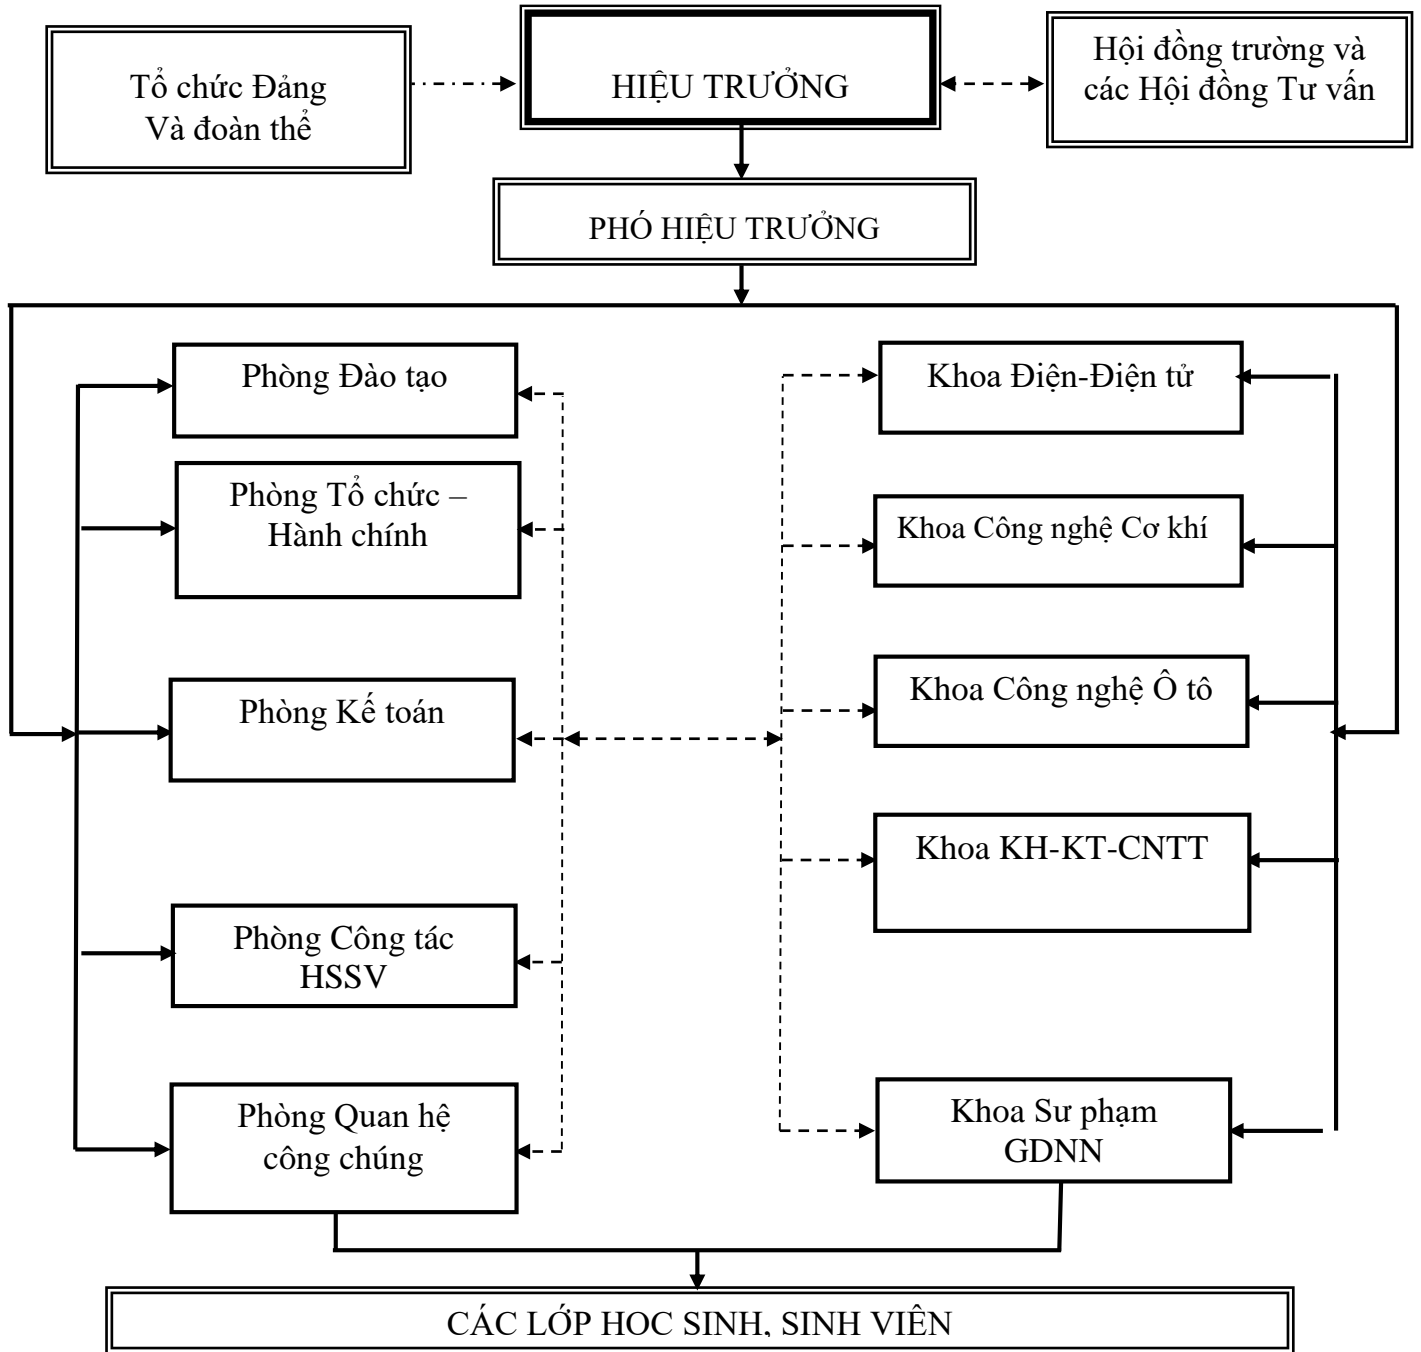 Tổ chức Đảng
Và đoàn thể
HIỆU TRƯỞNG
Hội đồng trường và
các Hội đồng Tư vấn
PHÓ HIỆU TRƯỞNG
Phòng Đào tạo
Khoa Điện-Điện tử
Phòng Tổ chức –
Hành chính
Khoa Công nghệ Cơ khí
Phòng Kế toán
Khoa Công nghệ Ô tô
Khoa KH-KT-CNTT
Phòng Công tác
HSSV
Phòng Quan hệ
công chúng
Khoa Sư phạm
GDNN
CÁC LỚP HOC SINH, SINH VIÊN